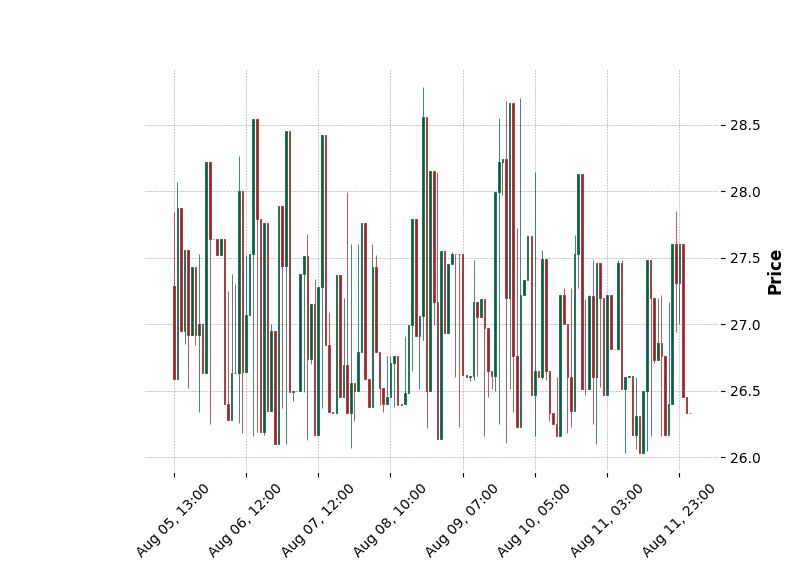 28.5
28.0
27.5
27.0
26.5
26.0
Price
Aug 05, 13:00
Aug 06, 12:00
Aug 07, 12:00
Aug 08, 10:00
Aug 09, 07:00
Aug 10, 05:00
Aug 11, 03:00
Aug 11, 23:00